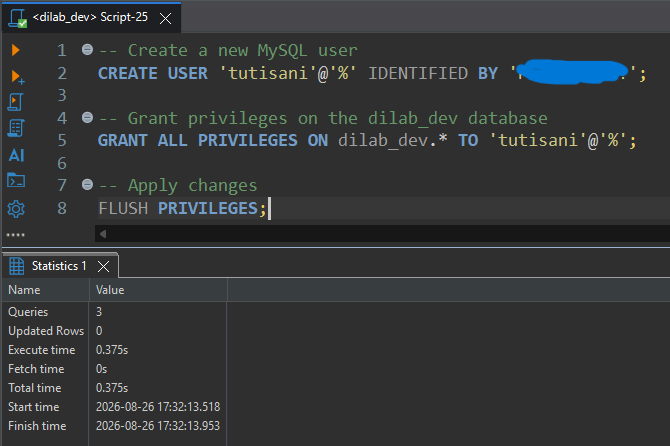 <dilab_dev> Script-25
1 -- Create a new MySQL user
2 CREATE USER 'tutisani'@'%' IDENTIFIED BY ' ';
3
4 -- Grant privileges on the dilab_dev database
5 GRANT ALL PRIVILEGES ON dilab_dev.* TO 'tutisani'@'%';
6
7 -- Apply changes
8 FLUSH PRIVILEGES;
AI
Statistics 1
Name Value
Queries 3
Updated Rows 0
Execute time 0.375s
Fetch time 0s
Total time 0.375s
Start time 2026-08-26 17:32:13.518
Finish time 2026-08-26 17:32:13.953